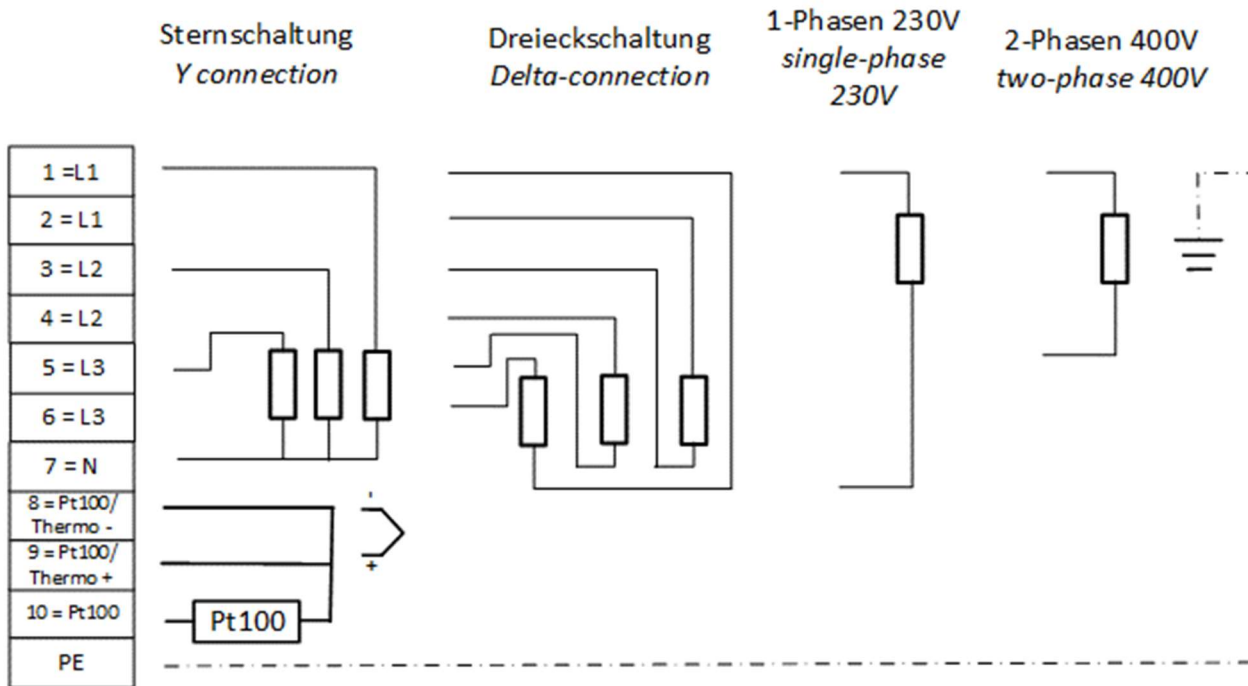 Sternschaltung
Y connection
Dreieckschaltung
Delta-connection
1-Phasen 230V
single-phase
230V
2-Phasen 400V
two-phase 400V
1 =L1
2 = L1
3 = L2
4 = L2
5 = L3
6 = L3
7 = N
8 = Pt100/
Thermo -
9 = Pt100/
Thermo +
10 = Pt100
PE
-
+
Pt100